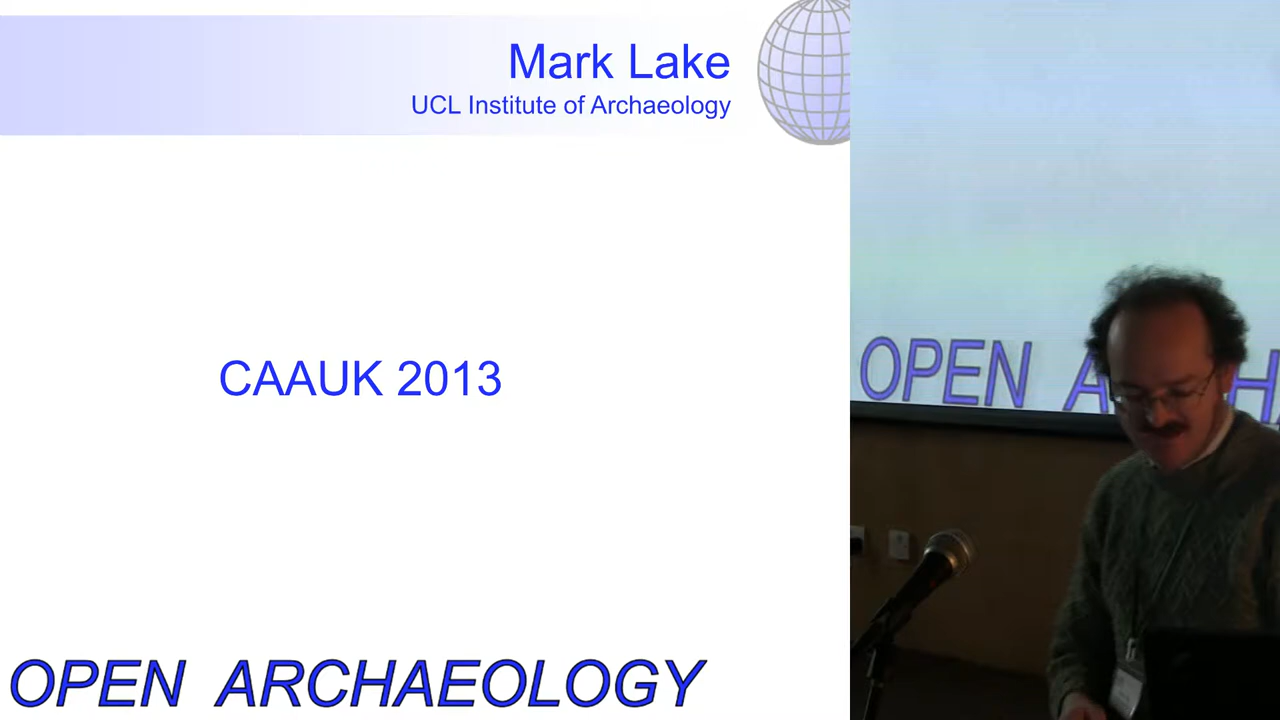 Mark Lake
UCL Institute of Archaeology
CAAUK 2013
OPEN ARCHAEOLOGY
OPEN A H